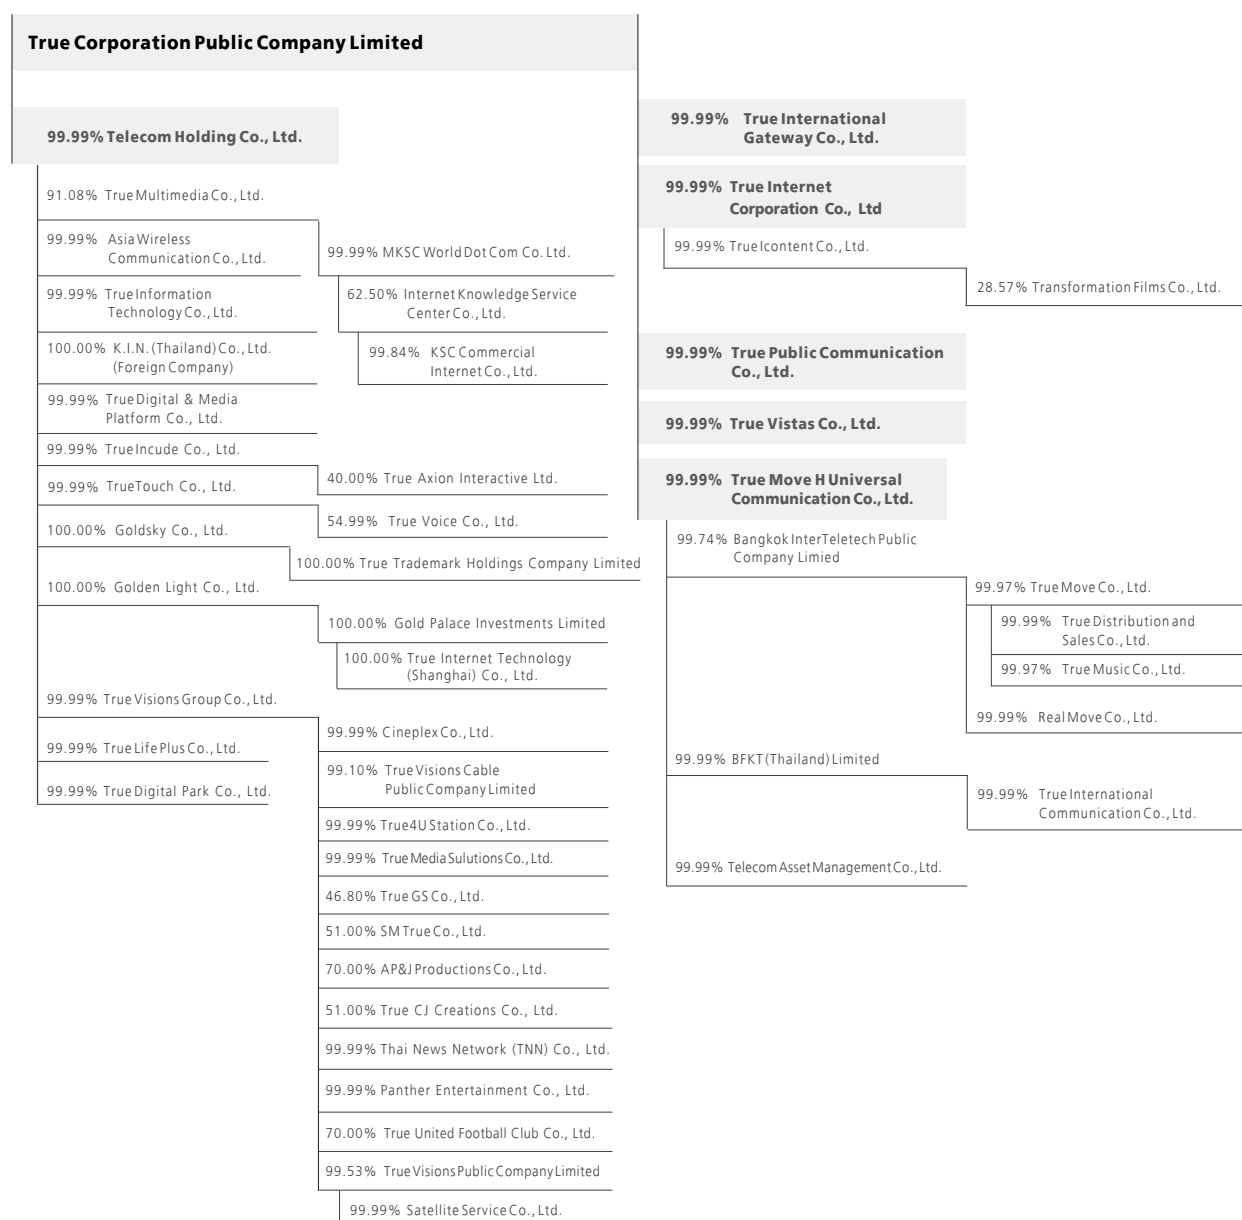 True Corporation Public Company Limited
99.99% Telecom Holding Co., Ltd.
91.08% True Multimedia Co., Ltd.
99.99% Asia Wireless
Communication Co., Ltd.
99.99% MKSC World Dot Com Co. Ltd.
99.99% True Information
Technology Co., Ltd.
62.50% Internet Knowledge Service
Center Co., Ltd.
100.00% K.I.N. (Thailand) Co., Ltd.
(Foreign Company)
99.84% KSC Commercial
Internet Co., Ltd.
99.99% True Digital & Media
Platform Co., Ltd.
99.99% True Incude Co., Ltd.
40.00% True Axion Interactive Ltd.
99.99% True Touch Co., Ltd.
54.99% True Voice Co., Ltd.
100.00% Goldsky Co., Ltd.
100.00% True Trademark Holdings Company Limited
100.00% Golden Light Co., Ltd.
100.00% Gold Palace Investments Limited
100.00% True Internet Technology
(Shanghai) Co., Ltd.
99.99% True Visions Group Co., Ltd.
99.99% Cineplex Co., Ltd.
99.99% True Life Plus Co., Ltd.
99.10% True Visions Cable
Public Company Limited
99.99% True Digital Park Co., Ltd.
99.99% True4U Station Co., Ltd.
99.99% True Media Sulutions Co., Ltd.
46.80% True GS Co., Ltd.
51.00% SM True Co., Ltd.
70.00% AP&J Productions Co., Ltd.
51.00% True CJ Creations Co., Ltd.
99.99% Thai News Network (TNN) Co., Ltd.
99.99% Panther Entertainment Co., Ltd.
70.00% True United Football Club Co., Ltd.
99.53% True Visions Public Company Limited
99.99% Satellite Service Co., Ltd.
99.99% True International
Gateway Co., Ltd.
99.99% True Internet
Corporation Co., Ltd
99.99% True Icontent Co., Ltd.
28.57% Transformation Films Co., Ltd.
99.99% True Public Communication
Co., Ltd.
99.99% True Vistas Co., Ltd.
99.99% True Move H Universal
Communication Co., Ltd.
99.74% Bangkok Inter Teletech Public
Company Limied
99.97% True Move Co., Ltd.
99.99% True Distribution and
Sales Co., Ltd.
99.97% True Music Co., Ltd.
99.99% Real Move Co., Ltd.
99.99% BFKT (Thailand) Limited
99.99% True International
Communication Co., Ltd.
99.99% Telecom Asset Management Co., Ltd.